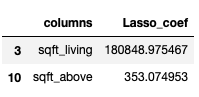 columns Lasso_coef
3 sqft_living 180848.975467
10 sqft_above 353.074953